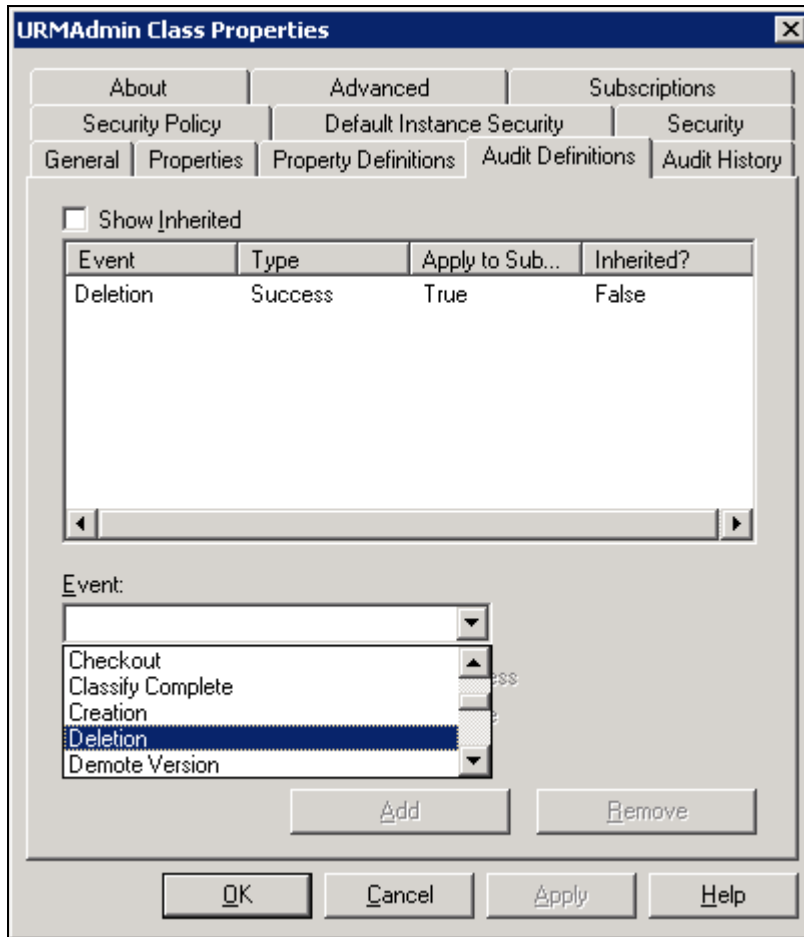 URMAdmin Class Properties
About Advanced Subscriptions
Security Policy Default Instance Security Security
General Properties Property Definitions Audit Definitions Audit History
Show Inherited
Event Type Apply to Sub... Inherited?
Deletion Success True False
Event:
Checkout
Classify Complete
Creation
Deletion
Demote Version
Add Remove
OK Cancel Apply Help